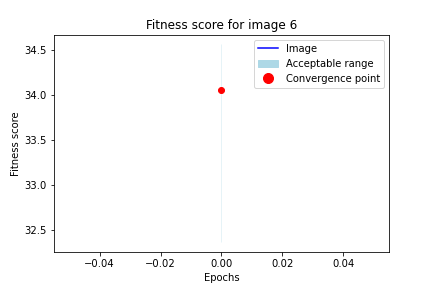 Fitness score for image 6
34.5
34.0
33.5
33.0
32.5
Fitness score
Image
Acceptable range
Convergence point
−0.04 −0.02 0.00 0.02 0.04
Epochs